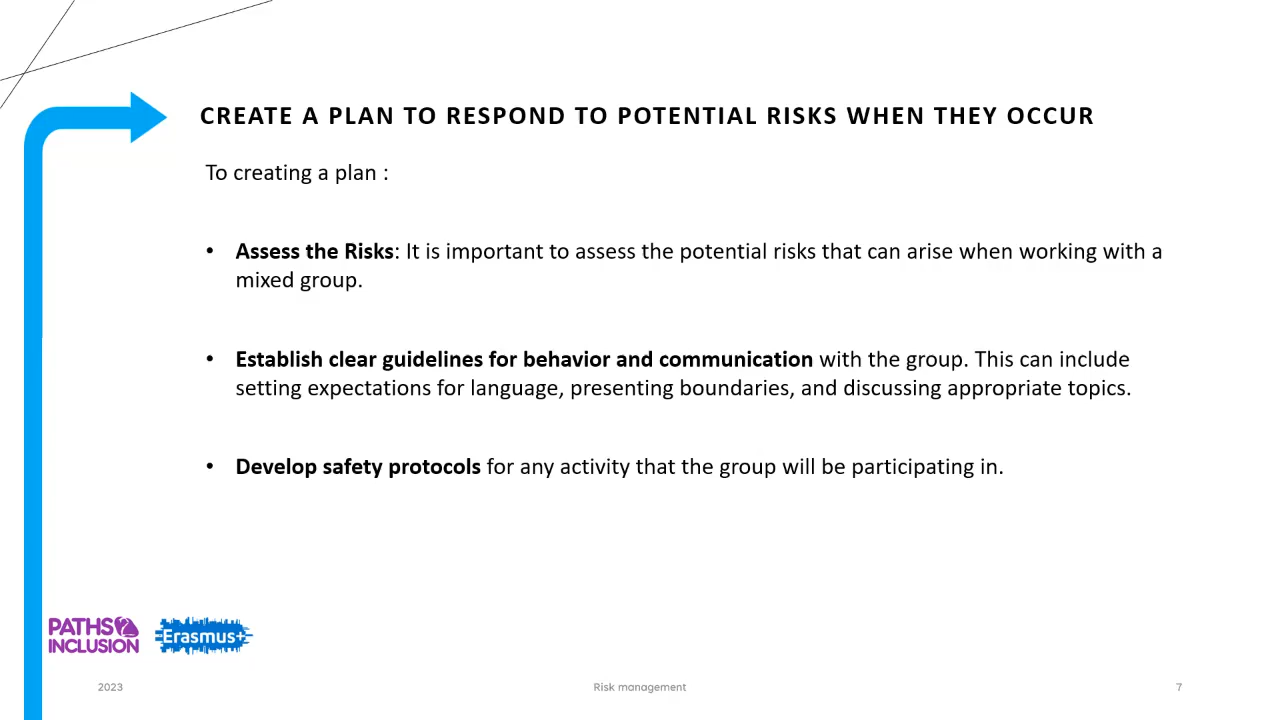 CREATE A PLAN TO RESPOND TO POTENTIAL RISKS WHEN THEY OCCUR
To creating a plan :
• Assess the Risks: It is important to assess the potential risks that can arise when working with a
mixed group.
• Establish clear guidelines for behavior and communication with the group. This can include
setting expectations for language, presenting boundaries, and discussing appropriate topics.
• Develop safety protocols for any activity that the group will be participating in.
PATHS2
INCLUSION
Erasmus+
2023
Risk management
7